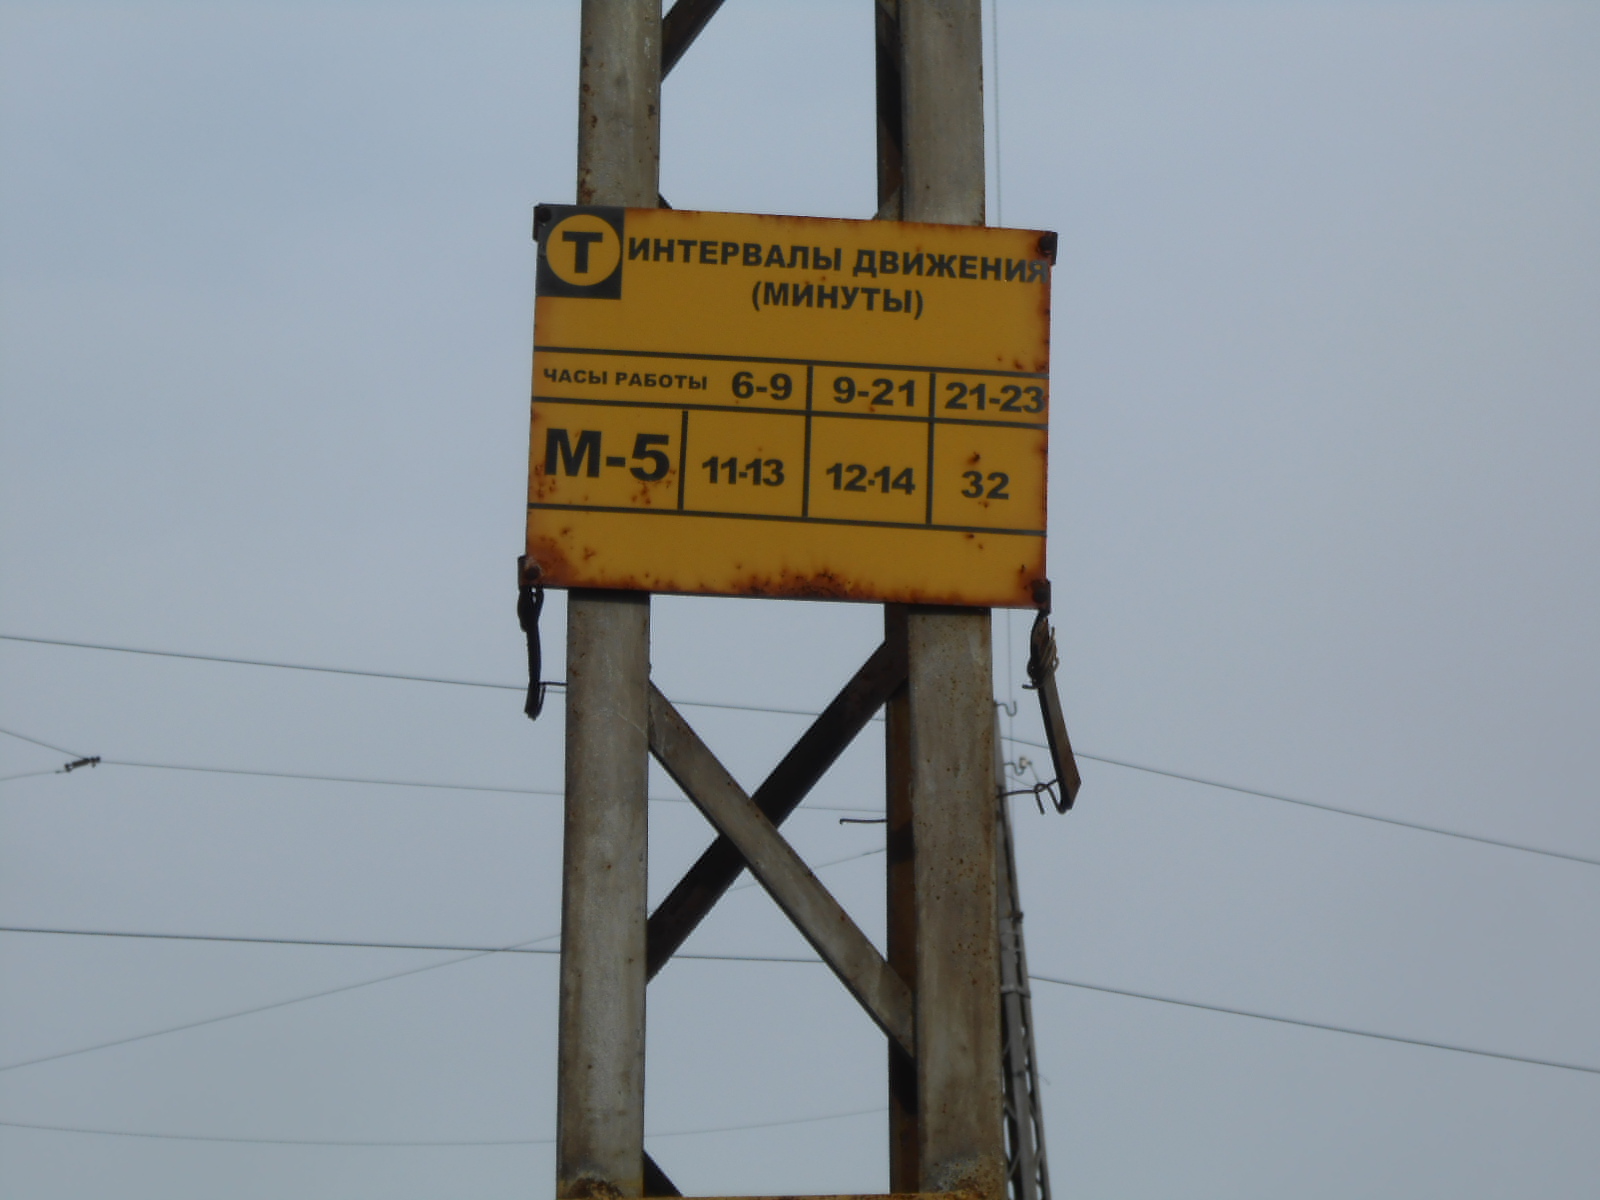 Т ИНТЕРВАЛЫ ДВИЖЕНИЯ
(МИНУТЫ)
ЧАСЫ РАБОТЫ 6-9 9-21 21-23
М-5 11-13 12-14 32